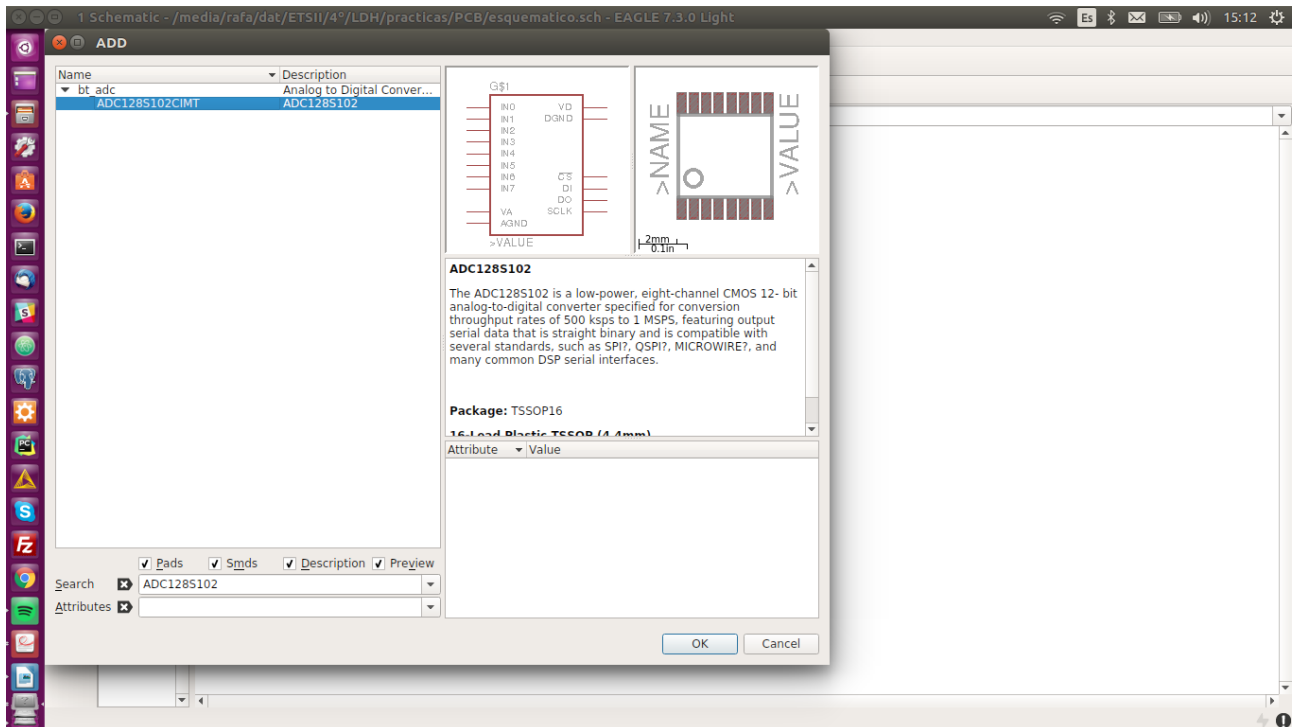 1 Schematic - /media/rafa/dat/ETSII/4º/LDH/practicas/PCB/esquematico.sch - EAGLE 7.3.0 Light
Es
15:12
ADD
Name
Description
bt_adc
Analog to Digital Conver...
ADC128S102CIMT
ADC128S102
G$1
IN0
IN1
IN2
IN3
IN4
IN5
IN6
IN7
VA
AGND
VD
DGND
CS
DI
DO
SCLK
>VALUE
>NAME
>VALUE
2mm
0.1in
ADC128S102
The ADC128S102 is a low-power, eight-channel CMOS 12- bit
analog-to-digital converter specified for conversion
throughput rates of 500 ksps to 1 MSPS, featuring output
serial data that is straight binary and is compatible with
several standards, such as SPI?, QSPI?, MICROWIRE?, and
many common DSP serial interfaces.
Package: TSSOP16
16-Lead Plastic TSSOP (4.4mm)
Attribute
Value
Pads
Smds
Description
Preview
Search
ADC128S102
Attributes
OK
Cancel